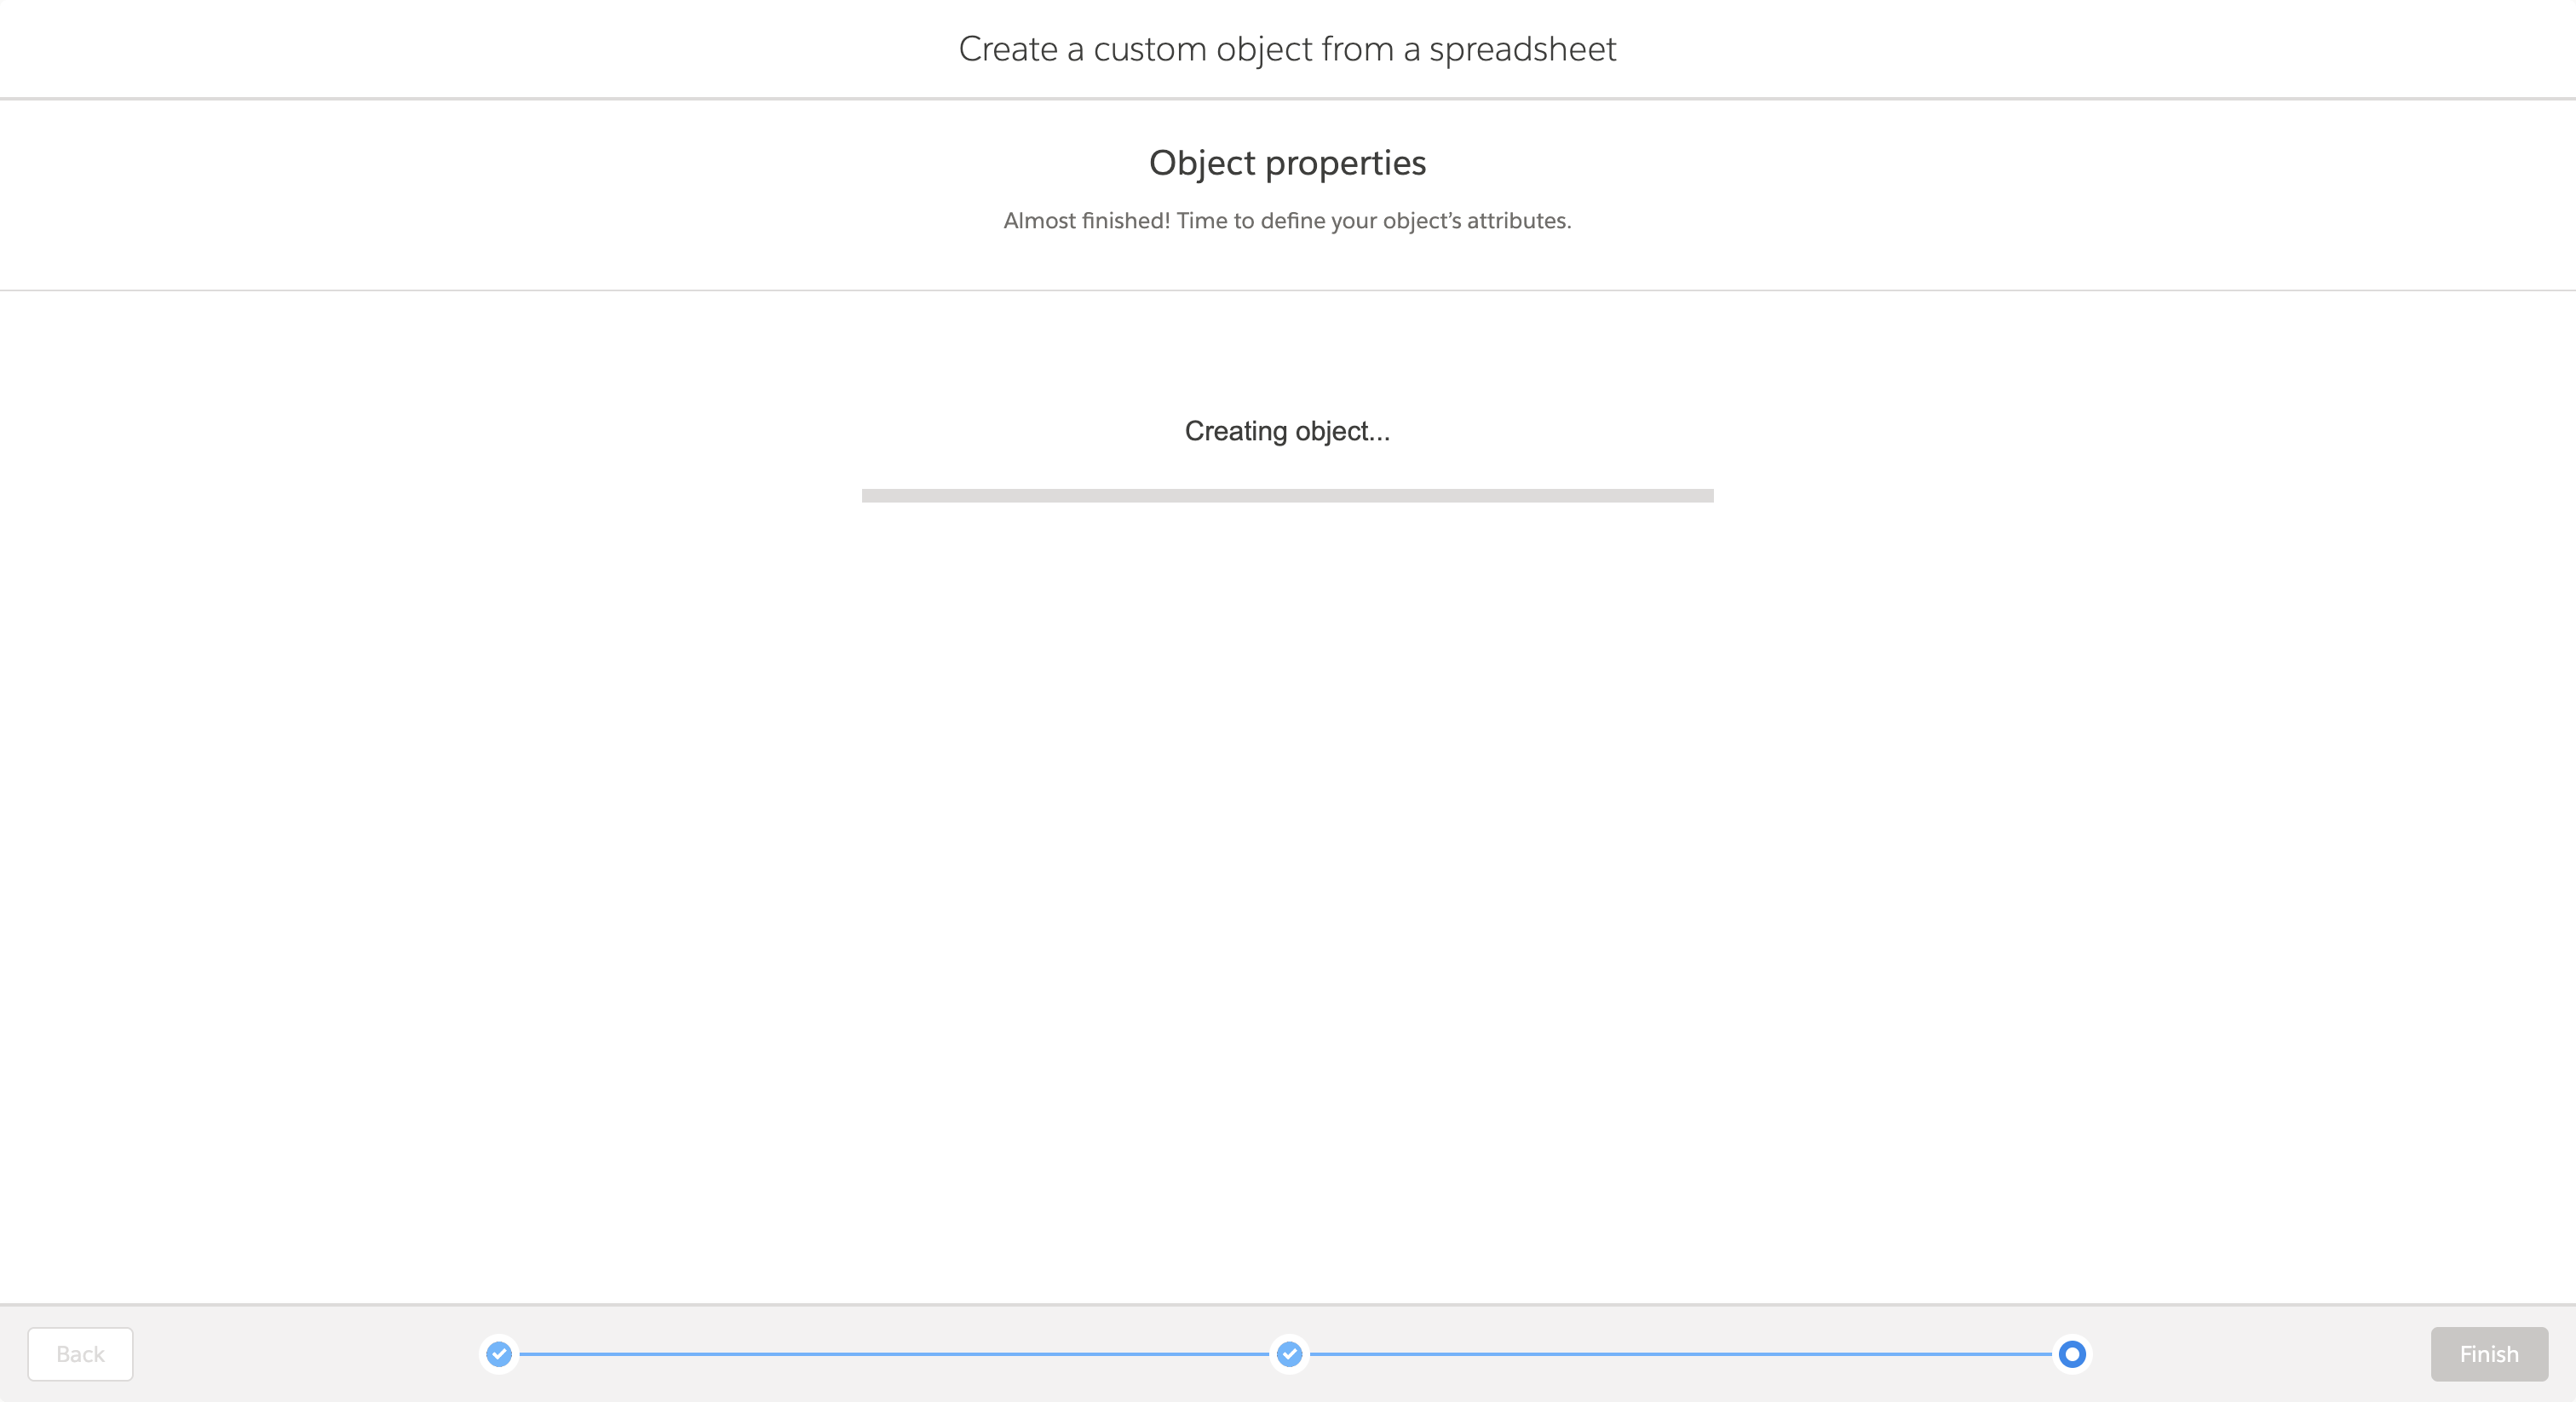 Create a custom object from a spreadsheet
Object properties
Almost finished! Time to define your object’s attributes.
Creating object...
Back
Finish